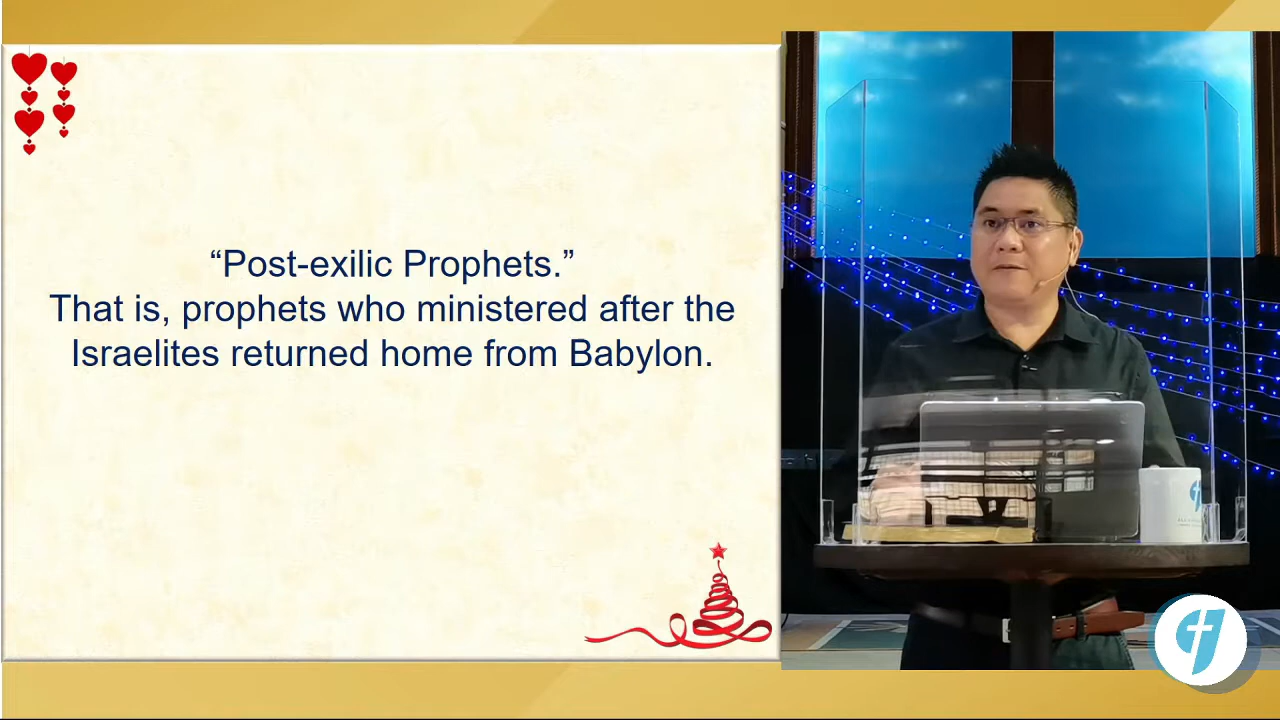 “Post-exilic Prophets.”
That is, prophets who ministered after the
Israelites returned home from Babylon.